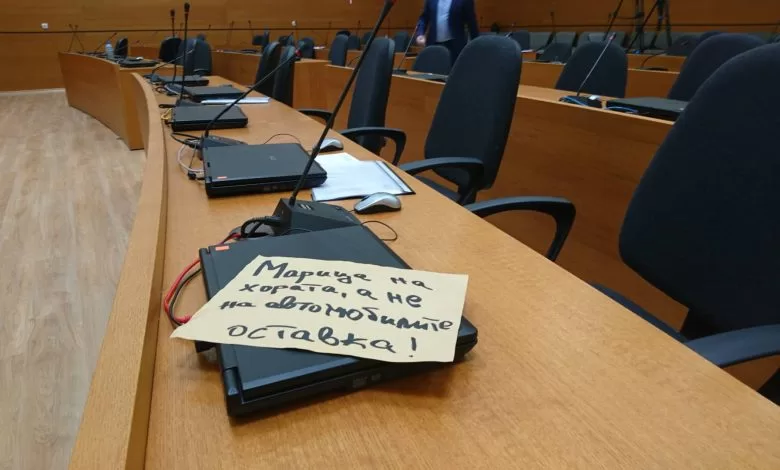 Марица на
хората, а не
на автомобилите
оставка!